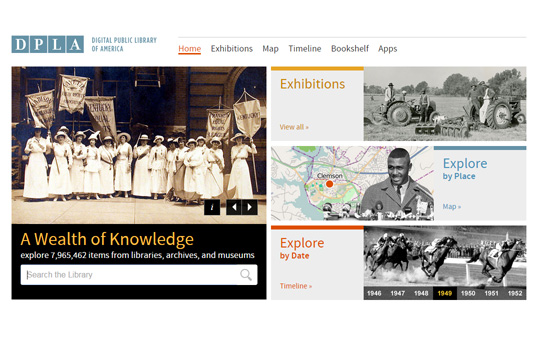 DPLA
DIGITAL PUBLIC LIBRARY
OF AMERICA
Home Exhibitions Map Timeline Bookshelf Apps
KENTUCKY
i
A Wealth of Knowledge
explore 7,965,462 items from libraries, archives, and museums
Search the Library
Exhibitions
View all »
Clemson
Explore
by Place
Map »
Explore
by Date
Timeline »
1946 1947 1948 1949 1950 1951 1952